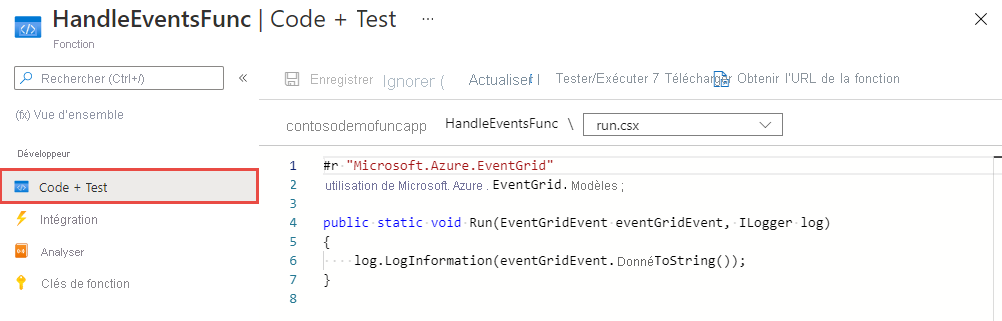 HandleEventsFunc | Code + Test ...
Fonction
Rechercher (Ctrl+/) «
Enregistrer Ignorer ( Actualiser l Tester/Exécuter 7 Télécharger Obtenir l'URL de la fonction
(fx) Vue d'ensemble
contosodemofuncapp HandleEventsFunc \ run.csx
Développeur
Code + Test
Intégration
Analyser
Clés de fonction
1 #r "Microsoft.Azure.EventGrid"
2 utilisation de Microsoft. Azure . EventGrid. Modèles ;
3
4 public static void Run(EventGridEvent eventGridEvent, ILogger log)
5 {
6 log.LogInformation(eventGridEvent. DonnéToString());
7 }
8